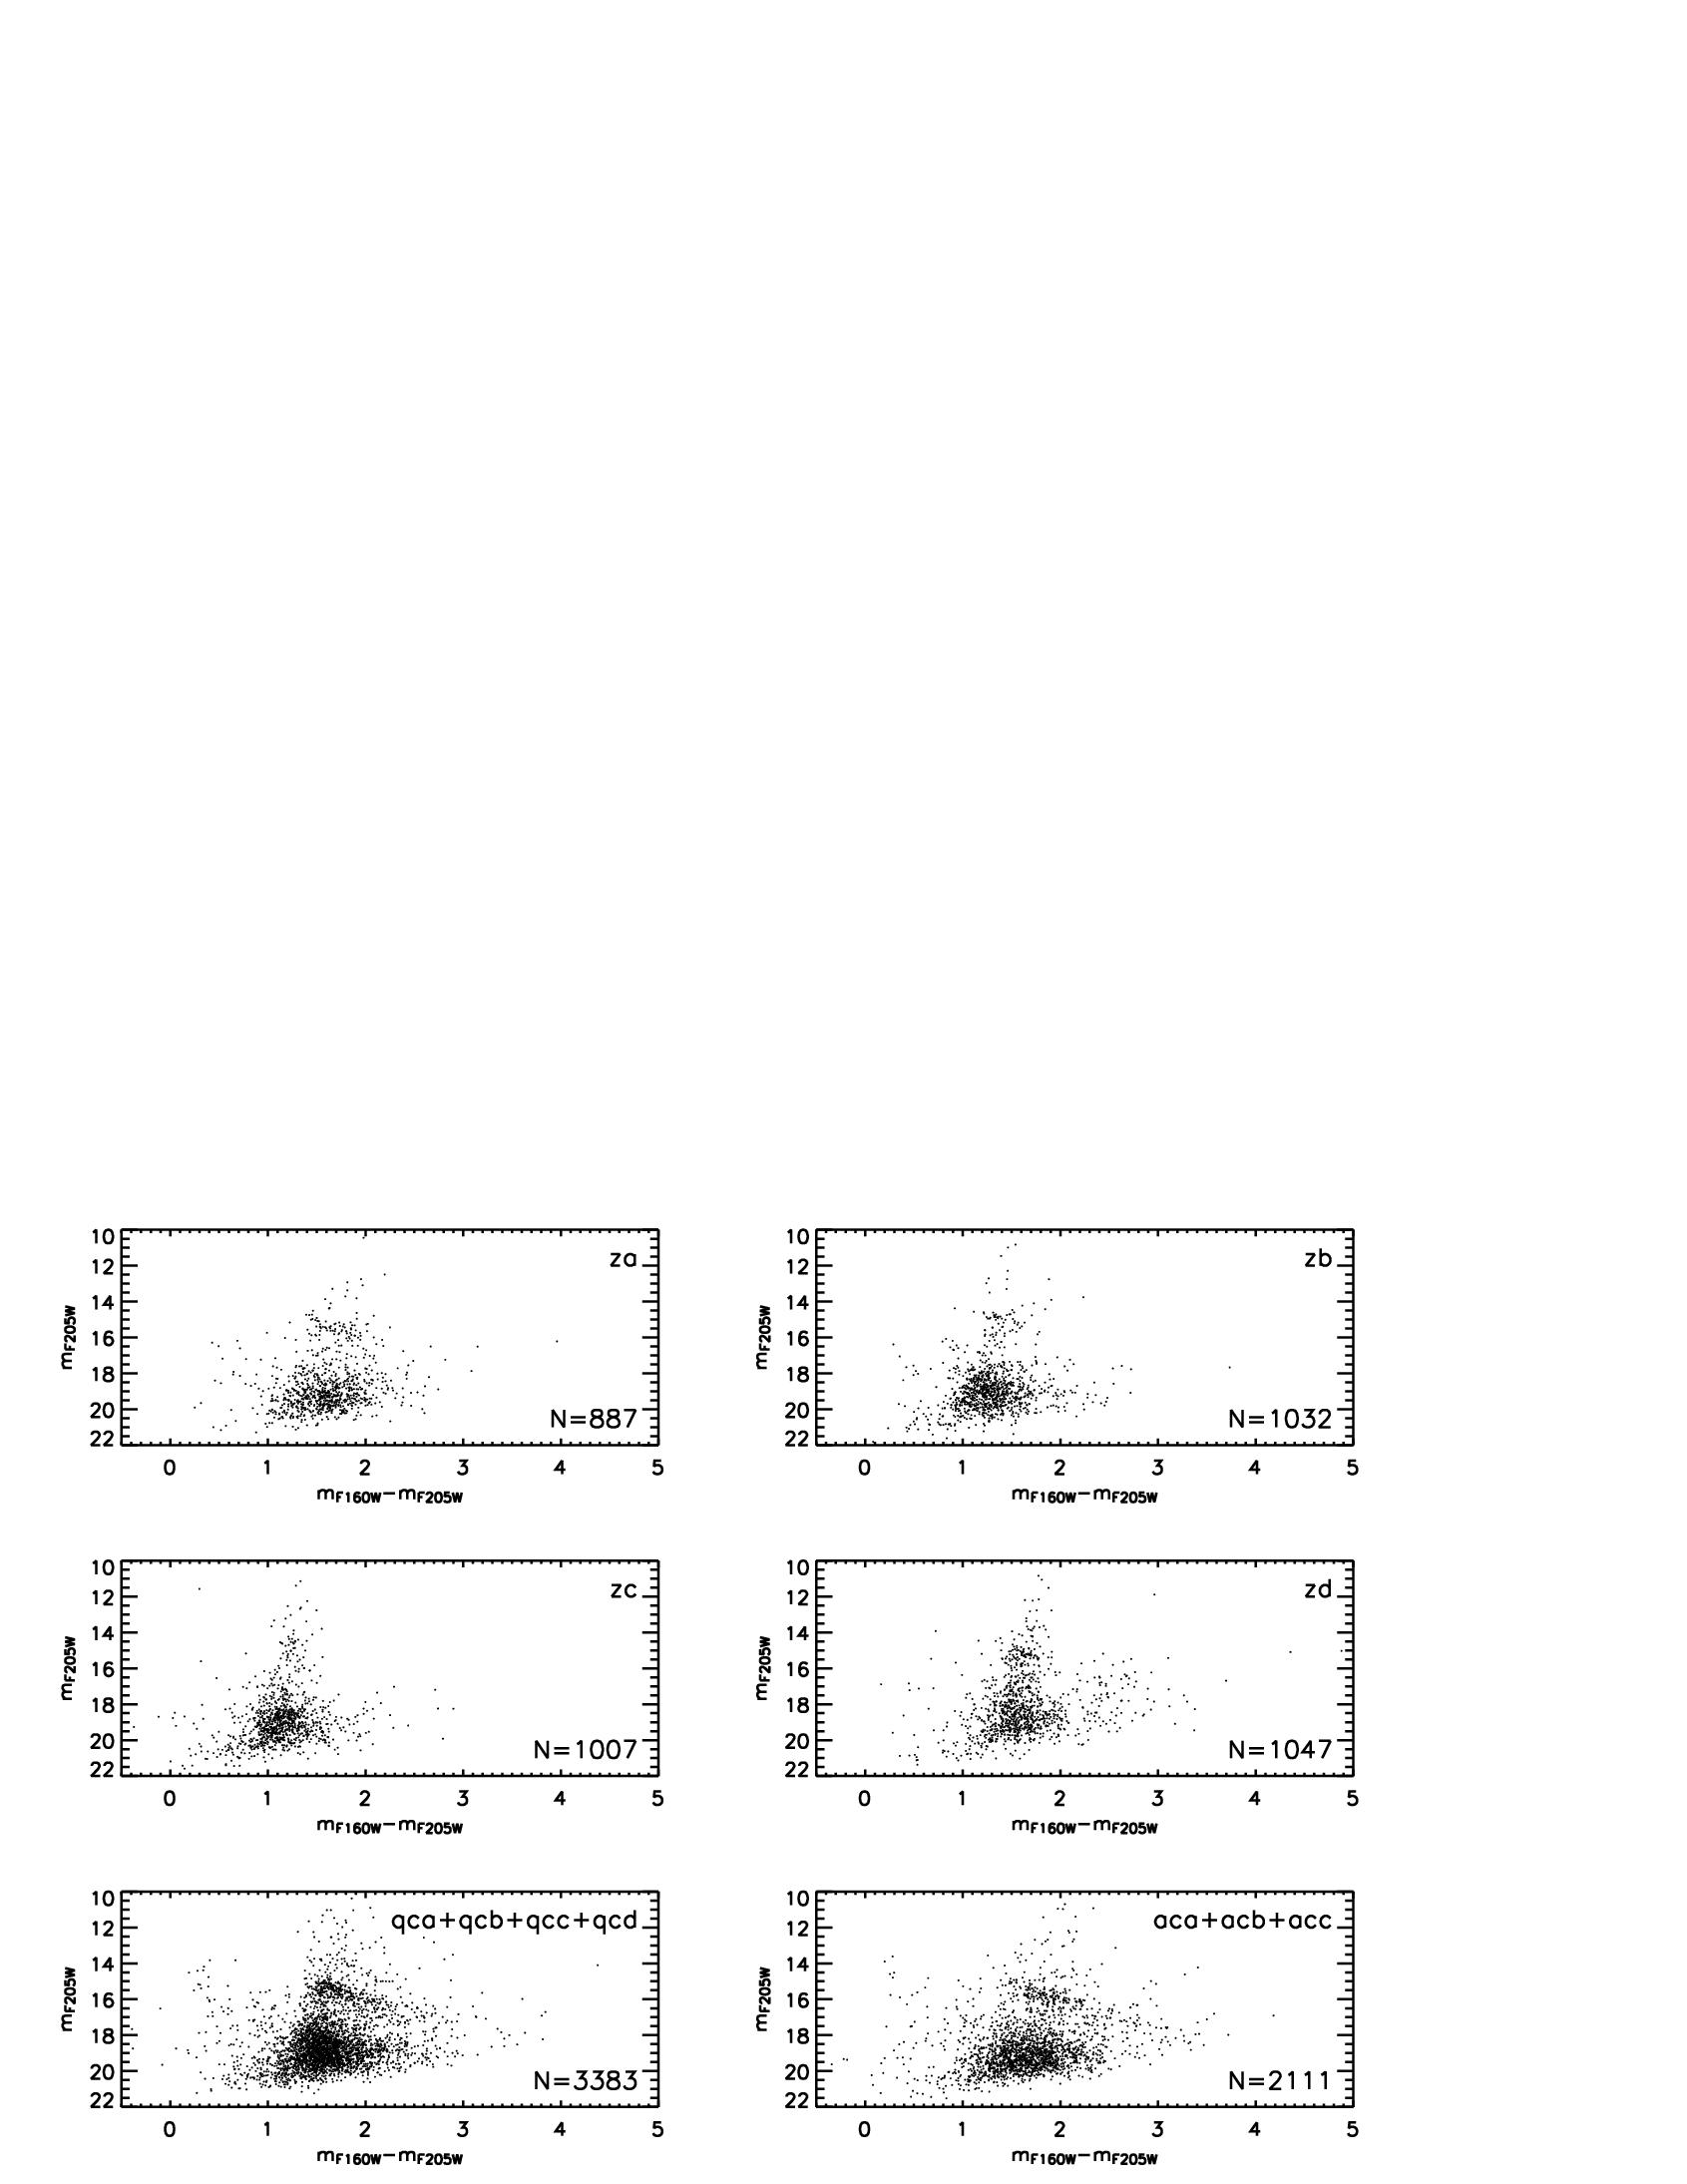 za
N=887
10
12
14
16
18
20
22
mF205W
0 1 2 3 4 5
mF160W−mF205W
zb
N=1032
10
12
14
16
18
20
22
mF205W
0 1 2 3 4 5
mF160W−mF205W
zc
N=1007
10
12
14
16
18
20
22
mF205W
0 1 2 3 4 5
mF160W−mF205W
zd
N=1047
10
12
14
16
18
20
22
mF205W
0 1 2 3 4 5
mF160W−mF205W
qca+qcb+qcc+qcd
N=3383
10
12
14
16
18
20
22
mF205W
0 1 2 3 4 5
mF160W−mF205W
aca+acb+acc
N=2111
10
12
14
16
18
20
22
mF205W
0 1 2 3 4 5
mF160W−mF205W